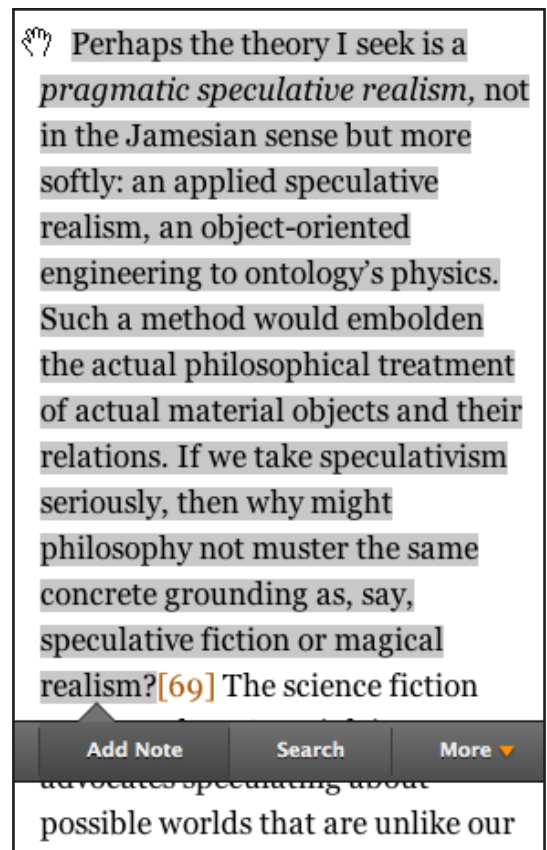 Perhaps the theory I seek is a
pragmatic speculative realism, not
in the Jamesian sense but more
softly: an applied speculative
realism, an object-oriented
engineering to ontology’s physics.
Such a method would embolden
the actual philosophical treatment
of actual material objects and their
relations. If we take speculativism
seriously, then why might
philosophy not muster the same
concrete grounding as, say,
speculative fiction or magical
realism?[69] The science fiction
Add Note Search More
advocates speculating about
possible worlds that are unlike our